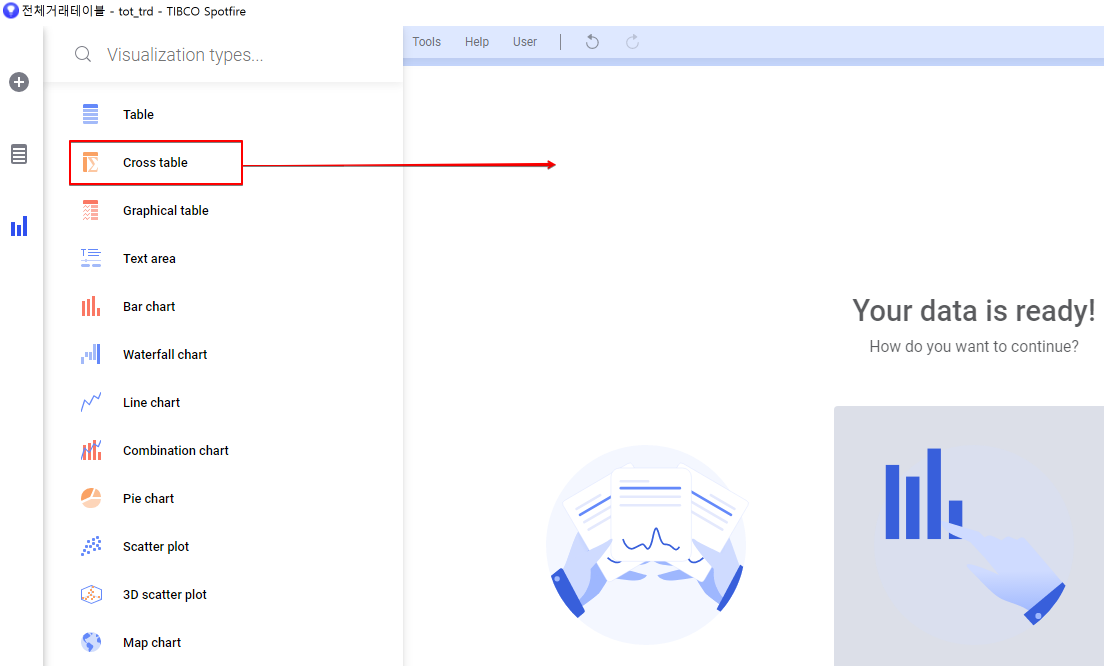 전체거래테이블 - tot_trd - TIBCO Spotfire
Visualization types...
Tools Help User
Table
Cross table
Graphical table
Text area
Bar chart
Waterfall chart
Line chart
Combination chart
Pie chart
Scatter plot
3D scatter plot
Map chart
Your data is ready!
How do you want to continue?